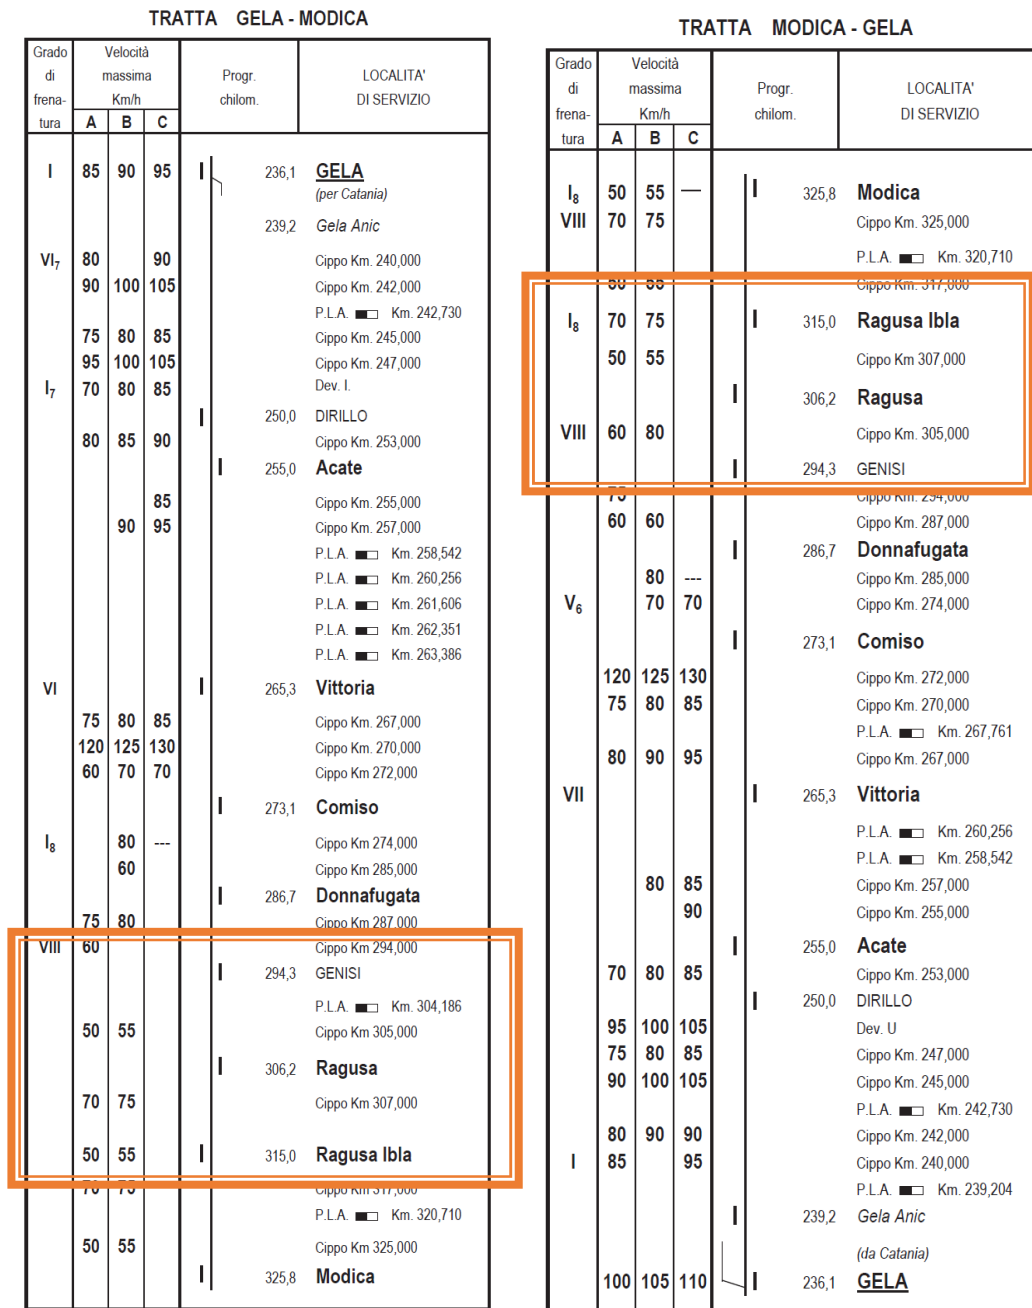 TRATTA GELA - MODICA
Grado di frenatura | Velocità massima Km/h | Progr. chilom. | LOCALITA' DI SERVIZIO
A B C
I 85 90 95 236,1 GELA
(per Catania)
239,2 Gela Anic
VI7 80 90 Cippo Km. 240,000
90 100 105 Cippo Km. 242,000
P.L.A. Km. 242,730
75 80 85 Cippo Km. 245,000
95 100 105 Cippo Km. 247,000
I7 70 80 85 Dev. I.
250,0 DIRILLO
80 85 90 Cippo Km. 253,000
255,0 Acate
85 Cippo Km. 255,000
90 95 Cippo Km. 257,000
P.L.A. Km. 258,542
P.L.A. Km. 260,256
P.L.A. Km. 261,606
P.L.A. Km. 262,351
P.L.A. Km. 263,386
VI 265,3 Vittoria
75 80 85 Cippo Km. 267,000
120 125 130 Cippo Km. 270,000
60 70 70 Cippo Km 272,000
273,1 Comiso
I8 80 --- Cippo Km 274,000
60 Cippo Km 285,000
286,7 Donnafugata
75 80 Cippo Km 287,000
VIII 60 Cippo Km 294,000
294,3 GENISI
P.L.A. Km. 304,186
50 55 Cippo Km 305,000
306,2 Ragusa
70 75 Cippo Km 307,000
50 55 315,0 Ragusa Ibla
70 75 Cippo Km 317,000
P.L.A. Km. 320,710
50 55 Cippo Km 325,000
325,8 Modica
TRATTA MODICA - GELA
Grado di frenatura | Velocità massima Km/h | Progr. chilom. | LOCALITA' DI SERVIZIO
A B C
I8 50 55 — 325,8 Modica
VIII 70 75 Cippo Km. 325,000
P.L.A. Km. 320,710
50 55 Cippo Km. 317,000
I8 70 75 315,0 Ragusa Ibla
50 55 Cippo Km 307,000
306,2 Ragusa
VIII 60 80 Cippo Km. 305,000
294,3 GENISI
75 Cippo Km. 294,000
60 60 Cippo Km. 287,000
286,7 Donnafugata
80 --- Cippo Km. 285,000
V6 70 70 Cippo Km. 274,000
273,1 Comiso
120 125 130 Cippo Km. 272,000
75 80 85 Cippo Km. 270,000
P.L.A. Km. 267,761
80 90 95 Cippo Km. 267,000
VII 265,3 Vittoria
P.L.A. Km. 260,256
P.L.A. Km. 258,542
80 85 Cippo Km. 257,000
90 Cippo Km. 255,000
255,0 Acate
70 80 85 Cippo Km. 253,000
250,0 DIRILLO
95 100 105 Dev. U
75 80 85 Cippo Km. 247,000
90 100 105 Cippo Km. 245,000
P.L.A. Km. 242,730
80 90 90 Cippo Km. 242,000
I 85 95 Cippo Km. 240,000
P.L.A. Km. 239,204
239,2 Gela Anic
(da Catania)
100 105 110 236,1 GELA